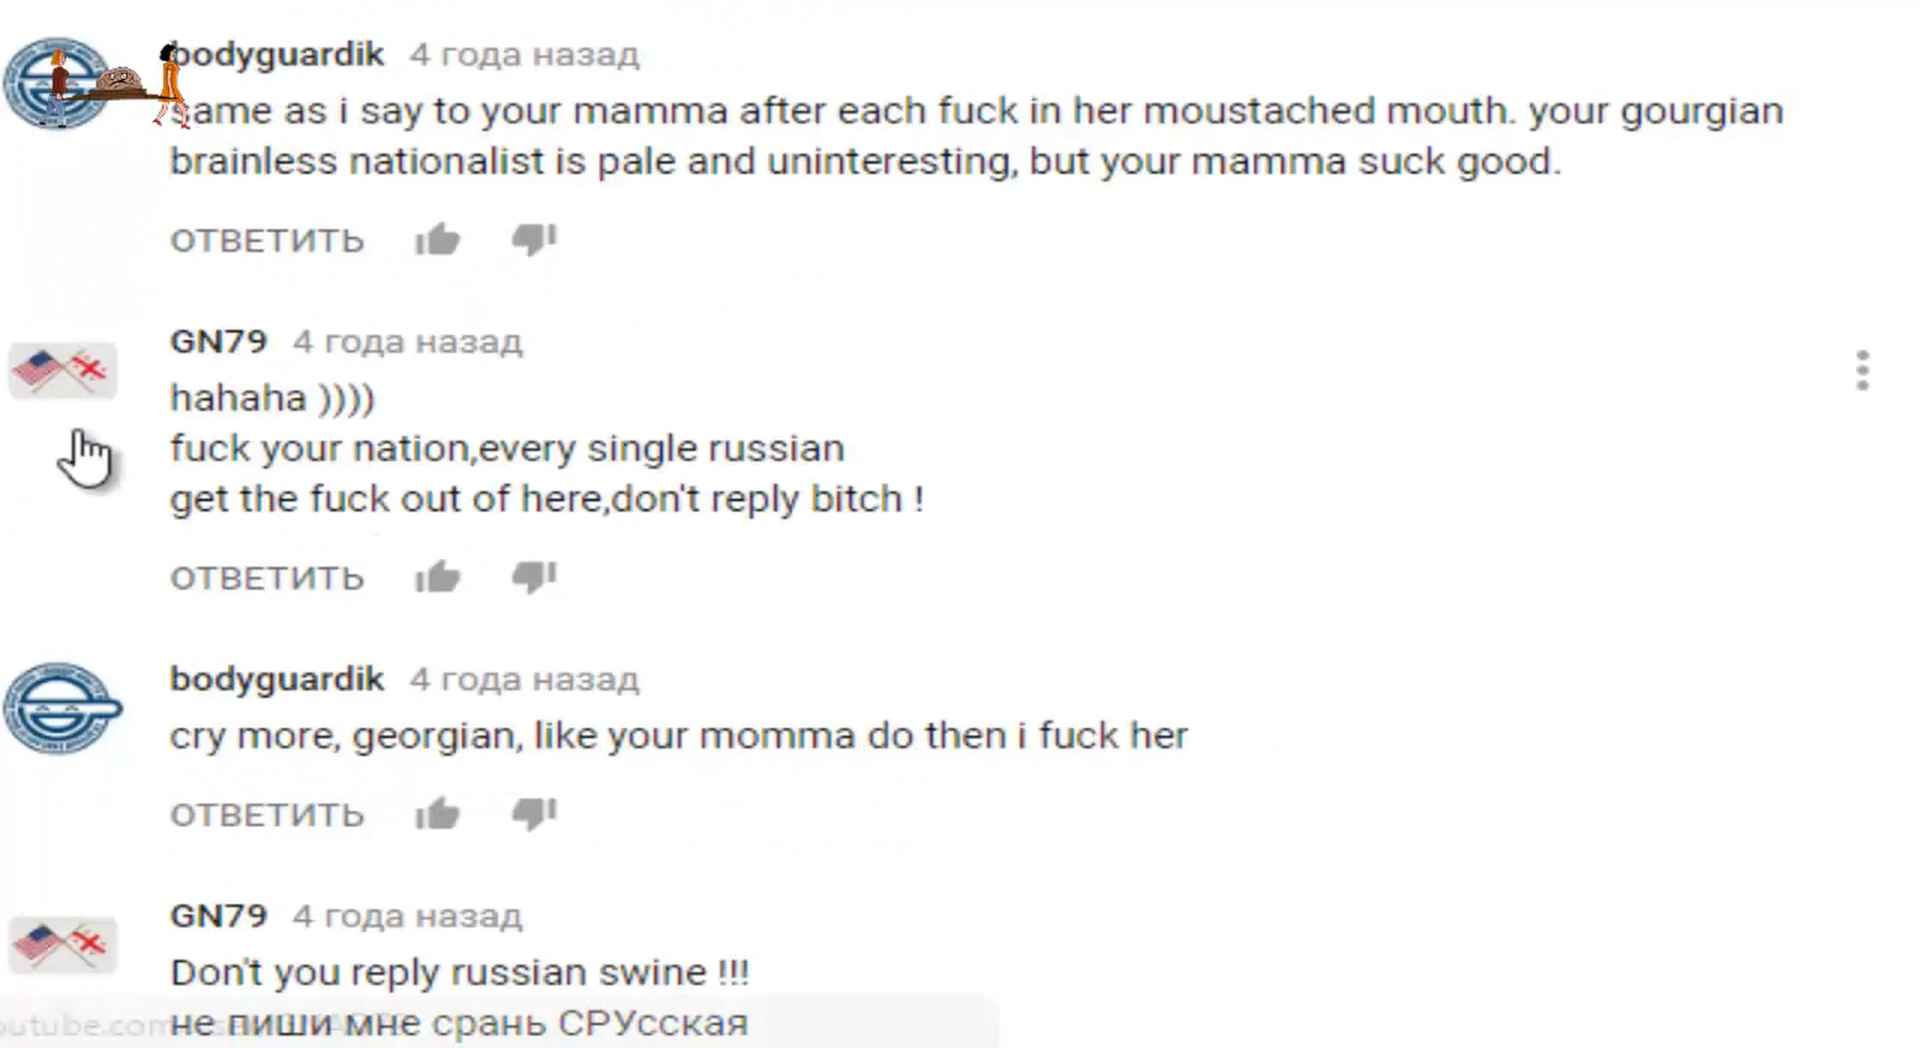 bodyguardik 4 года назад
same as i say to your mamma after each fuck in her moustached mouth. your gourgian
brainless nationalist is pale and uninteresting, but your mamma suck good.
ОТВЕТИТЬ
GN79 4 года назад
hahaha ))))
fuck your nation,every single russian
get the fuck out of here,don't reply bitch !
ОТВЕТИТЬ
bodyguardik 4 года назад
cry more, georgian, like your momma do then i fuck her
ОТВЕТИТЬ
GN79 4 года назад
Don't you reply russian swine !!!
не пиши мне срань СРУсская